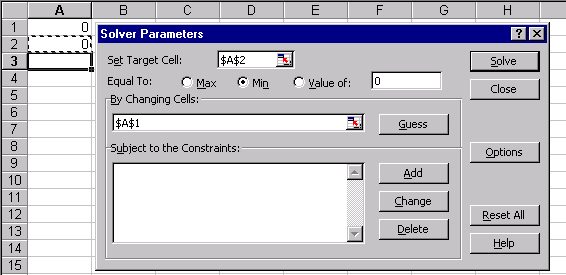 A B C D E F G H
1 0
2 0
3
4
5
6
7
8
9
10
11
12
13
14
15
Solver Parameters
Set Target Cell: $A$2 Solve
Equal To: Max Min Value of: 0 Close
By Changing Cells:
$A$1 Guess
Subject to the Constraints: Options
Add
Change
Reset All
Delete
Help